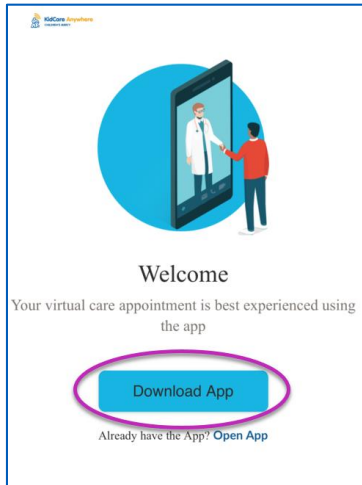 KidCare Anywhere
Welcome
Your virtual care appointment is best experienced using
the app
Download App
Already have the App? Open App